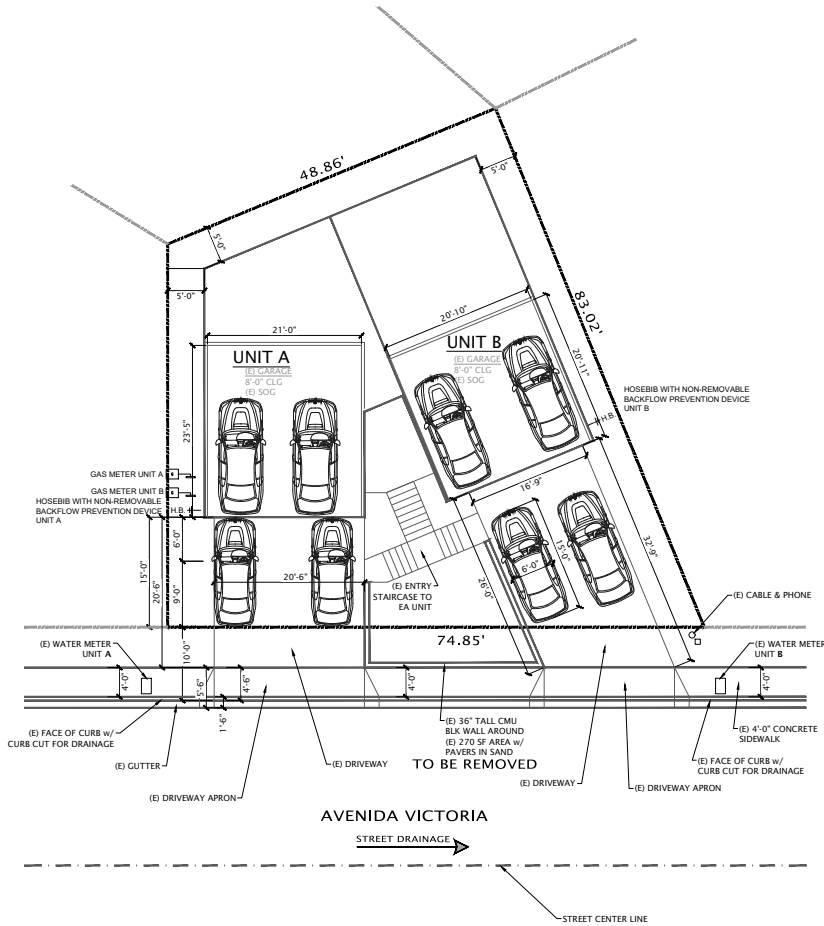 48.86'
5'-0"
5'-0"
5'-0"
83.02'
20'-10"
21'-0"
UNIT A
(E) GARAGE
8'-0" CLG
(E) SOG
UNIT B
(E) GARAGE
8'-0" CLG
(E) SOG
20'-11"
23'-5"
HOSEBIB WITH NON-REMOVABLE
BACKFLOW PREVENTION DEVICE
UNIT B
H.B.
GAS METER UNIT A
GAS METER UNIT B
HOSEBIB WITH NON-REMOVABLE
BACKFLOW PREVENTION DEVICE
UNIT A
H.B.
16'-9"
15'-0"
20'-6"
6'-0"
9'-0"
20'-6"
6'-0"
15'-0"
26'-0"
32'-9"
(E) ENTRY
STAIRCASE TO
EA UNIT
(E) CABLE & PHONE
74.85'
(E) WATER METER
UNIT A
(E) WATER METER
UNIT B
10'-0"
4'-0"
5'-6"
4'-6"
1'-6"
4'-0"
4'-0"
(E) FACE OF CURB w/
CURB CUT FOR DRAINAGE
(E) GUTTER
(E) DRIVEWAY APRON
(E) DRIVEWAY
(E) 36" TALL CMU
BLK WALL AROUND
(E) 270 SF AREA w/
PAVERS IN SAND
TO BE REMOVED
(E) DRIVEWAY
(E) DRIVEWAY APRON
(E) 4'-0" CONCRETE
SIDEWALK
(E) FACE OF CURB w/
CURB CUT FOR DRAINAGE
AVENIDA VICTORIA
STREET DRAINAGE
STREET CENTER LINE